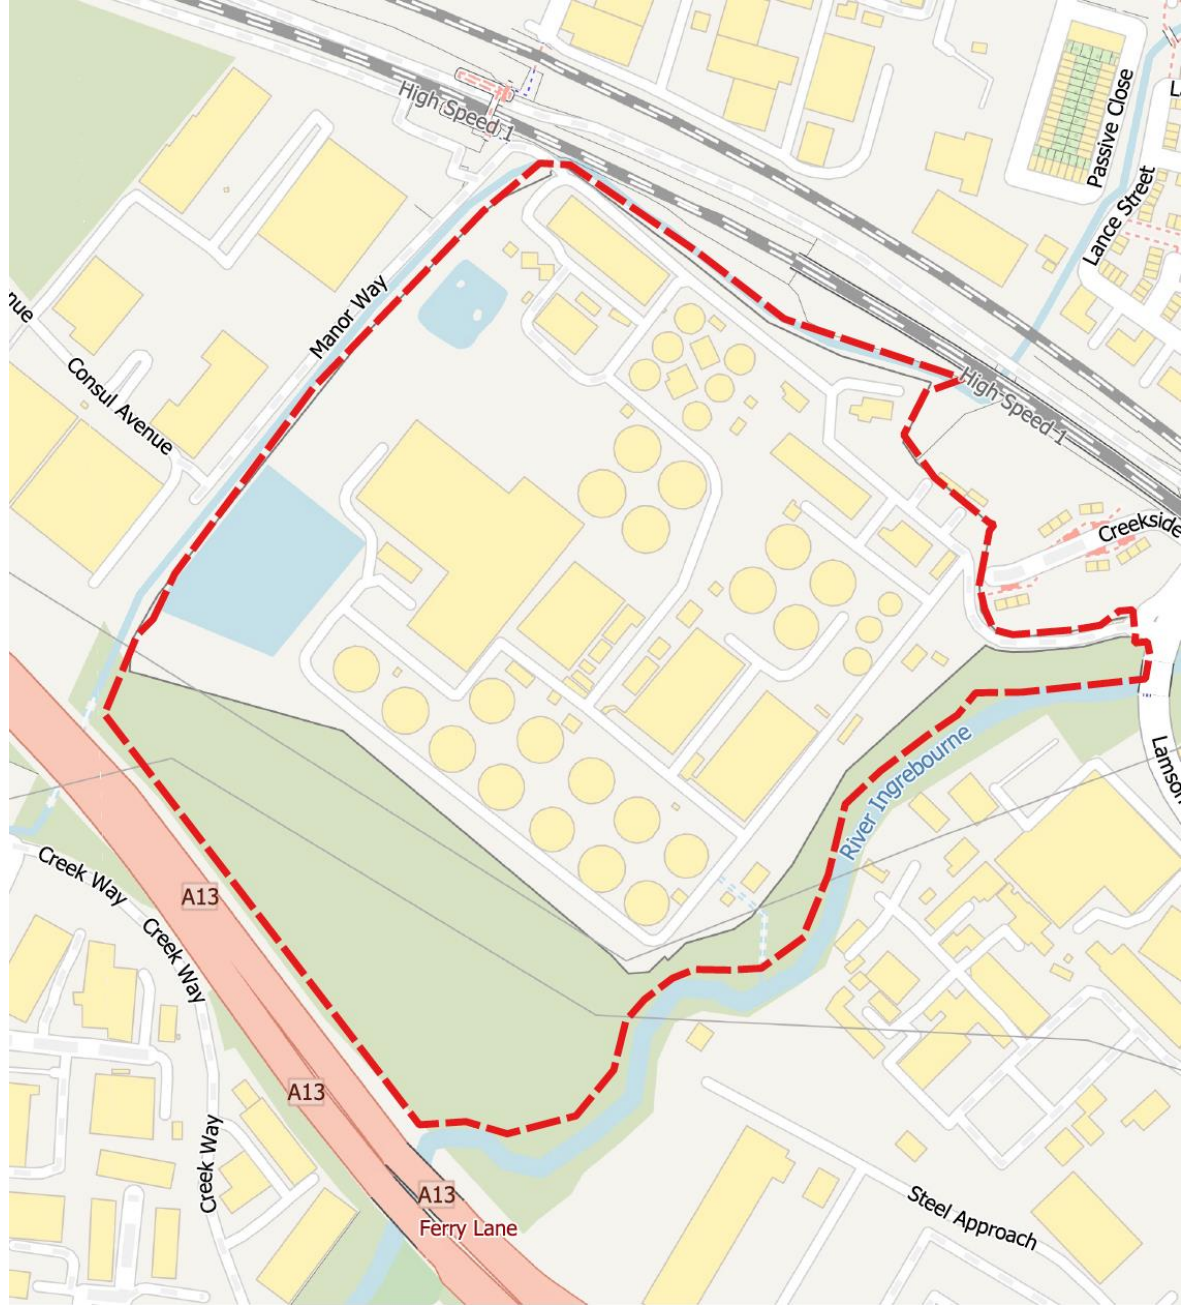 High Speed 1
Passive Close
Lance Street
Manor Way
Consul Avenue
High Speed 1
Creekside
River Ingrebourne
Creek Way
A13
Creek Way
A13
Creek Way
A13
Ferry Lane
Steel Approach